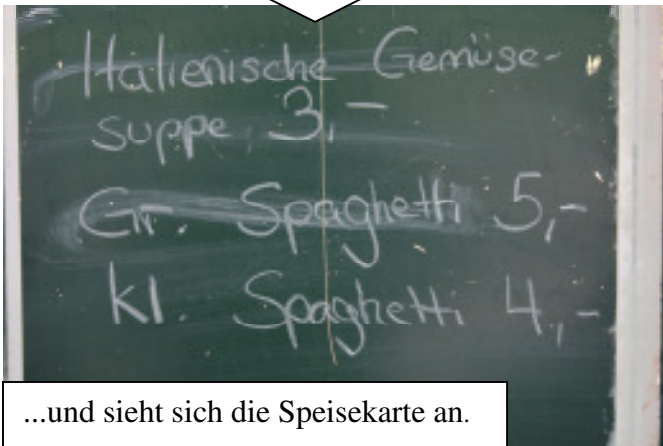 Italienische Gemüse-
suppe 3,-
Gr. Spaghetti 5,-
kl. Spaghetti 4,-
...und sieht sich die Speisekarte an.